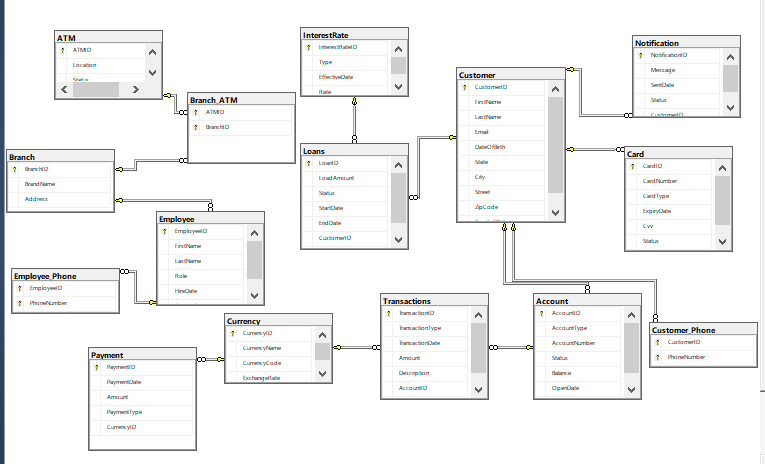 ATM
ATMID
Location
Status
Branch_ATM
ATMID
BranchID
Branch
BranchID
BrandName
Address
Employee
EmployeeID
FirstName
LastName
Role
HireDate
Employee_Phone
EmployeeID
PhoneNumber
Payment
PaymentID
PaymentDate
Amount
PaymentType
CurrencyID
Currency
CurrencyID
CurrencyName
CurrencyCode
ExchangeRate
InterestRate
InterestRateID
Type
EffectiveDate
Rate
Loans
LoanID
LoadAmount
Status
StartDate
EndDate
CustomerID
Customer
CustomerID
FirstName
LastName
Email
DateOfBirth
State
City
Street
ZipCode
Notification
NotificationID
Message
SentDate
Status
CustomerID
Card
CardID
CardNumber
CardType
ExpiryDate
Cvv
Status
Transactions
TransactionID
TransactionType
TransactionDate
Amount
Description
AccountID
Account
AccountID
AccountType
AccountNumber
Status
Balance
OpenDate
Customer_Phone
CustomerID
PhoneNumber